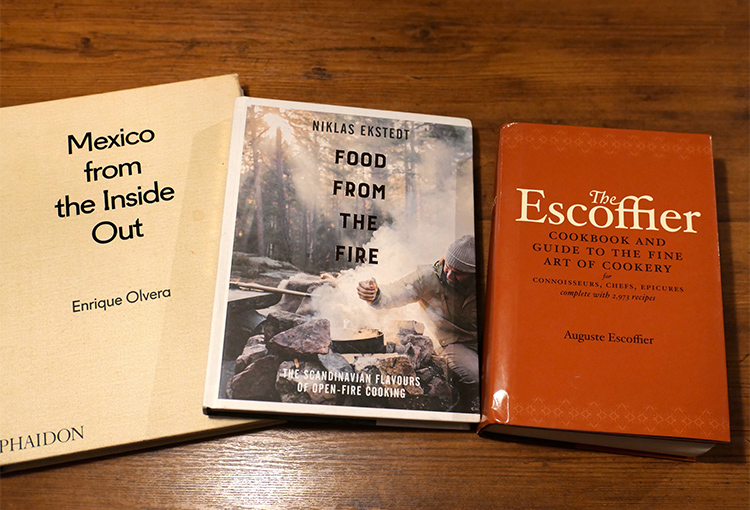 Mexico
from
the Inside
Out
Enrique Olvera
PHAIDON
NIKLAS EKSTEDT
FOOD
FROM
THE
FIRE
THE SCANDINAVIAN FLAVOURS
OF OPEN-FIRE COOKING
The
Escoffier
COOKBOOK AND
GUIDE TO THE FINE
ART OF COOKERY
for
CONNOISSEURS, CHEFS, EPICURES
complete with 2,973 recipes
Auguste Escoffier